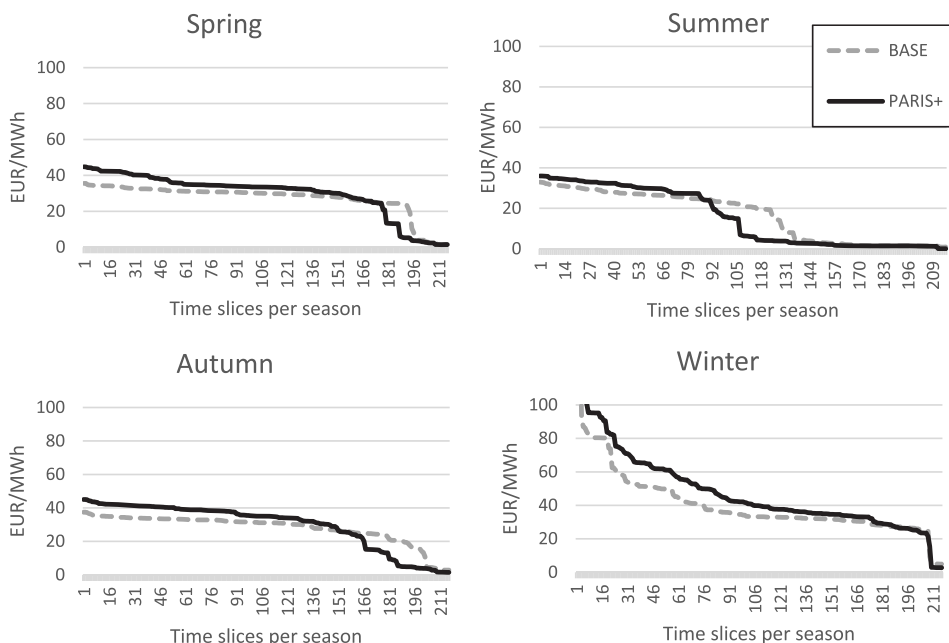 Spring
EUR/MWh
100
80
60
40
20
0
1 16 31 46 61 76 91 106 121 136 151 166 181 196 211
Time slices per season
Summer
EUR/MWh
100
80
60
40
20
0
1 14 27 40 53 66 79 92 105 118 131 144 157 170 183 196 209
Time slices per season
BASE
PARIS+
Autumn
EUR/MWh
100
80
60
40
20
0
1 16 31 46 61 76 91 106 121 136 151 166 181 196 211
Time slices per season
Winter
EUR/MWh
100
80
60
40
20
0
1 16 31 46 61 76 91 106 121 136 151 166 181 196 211
Time slices per season